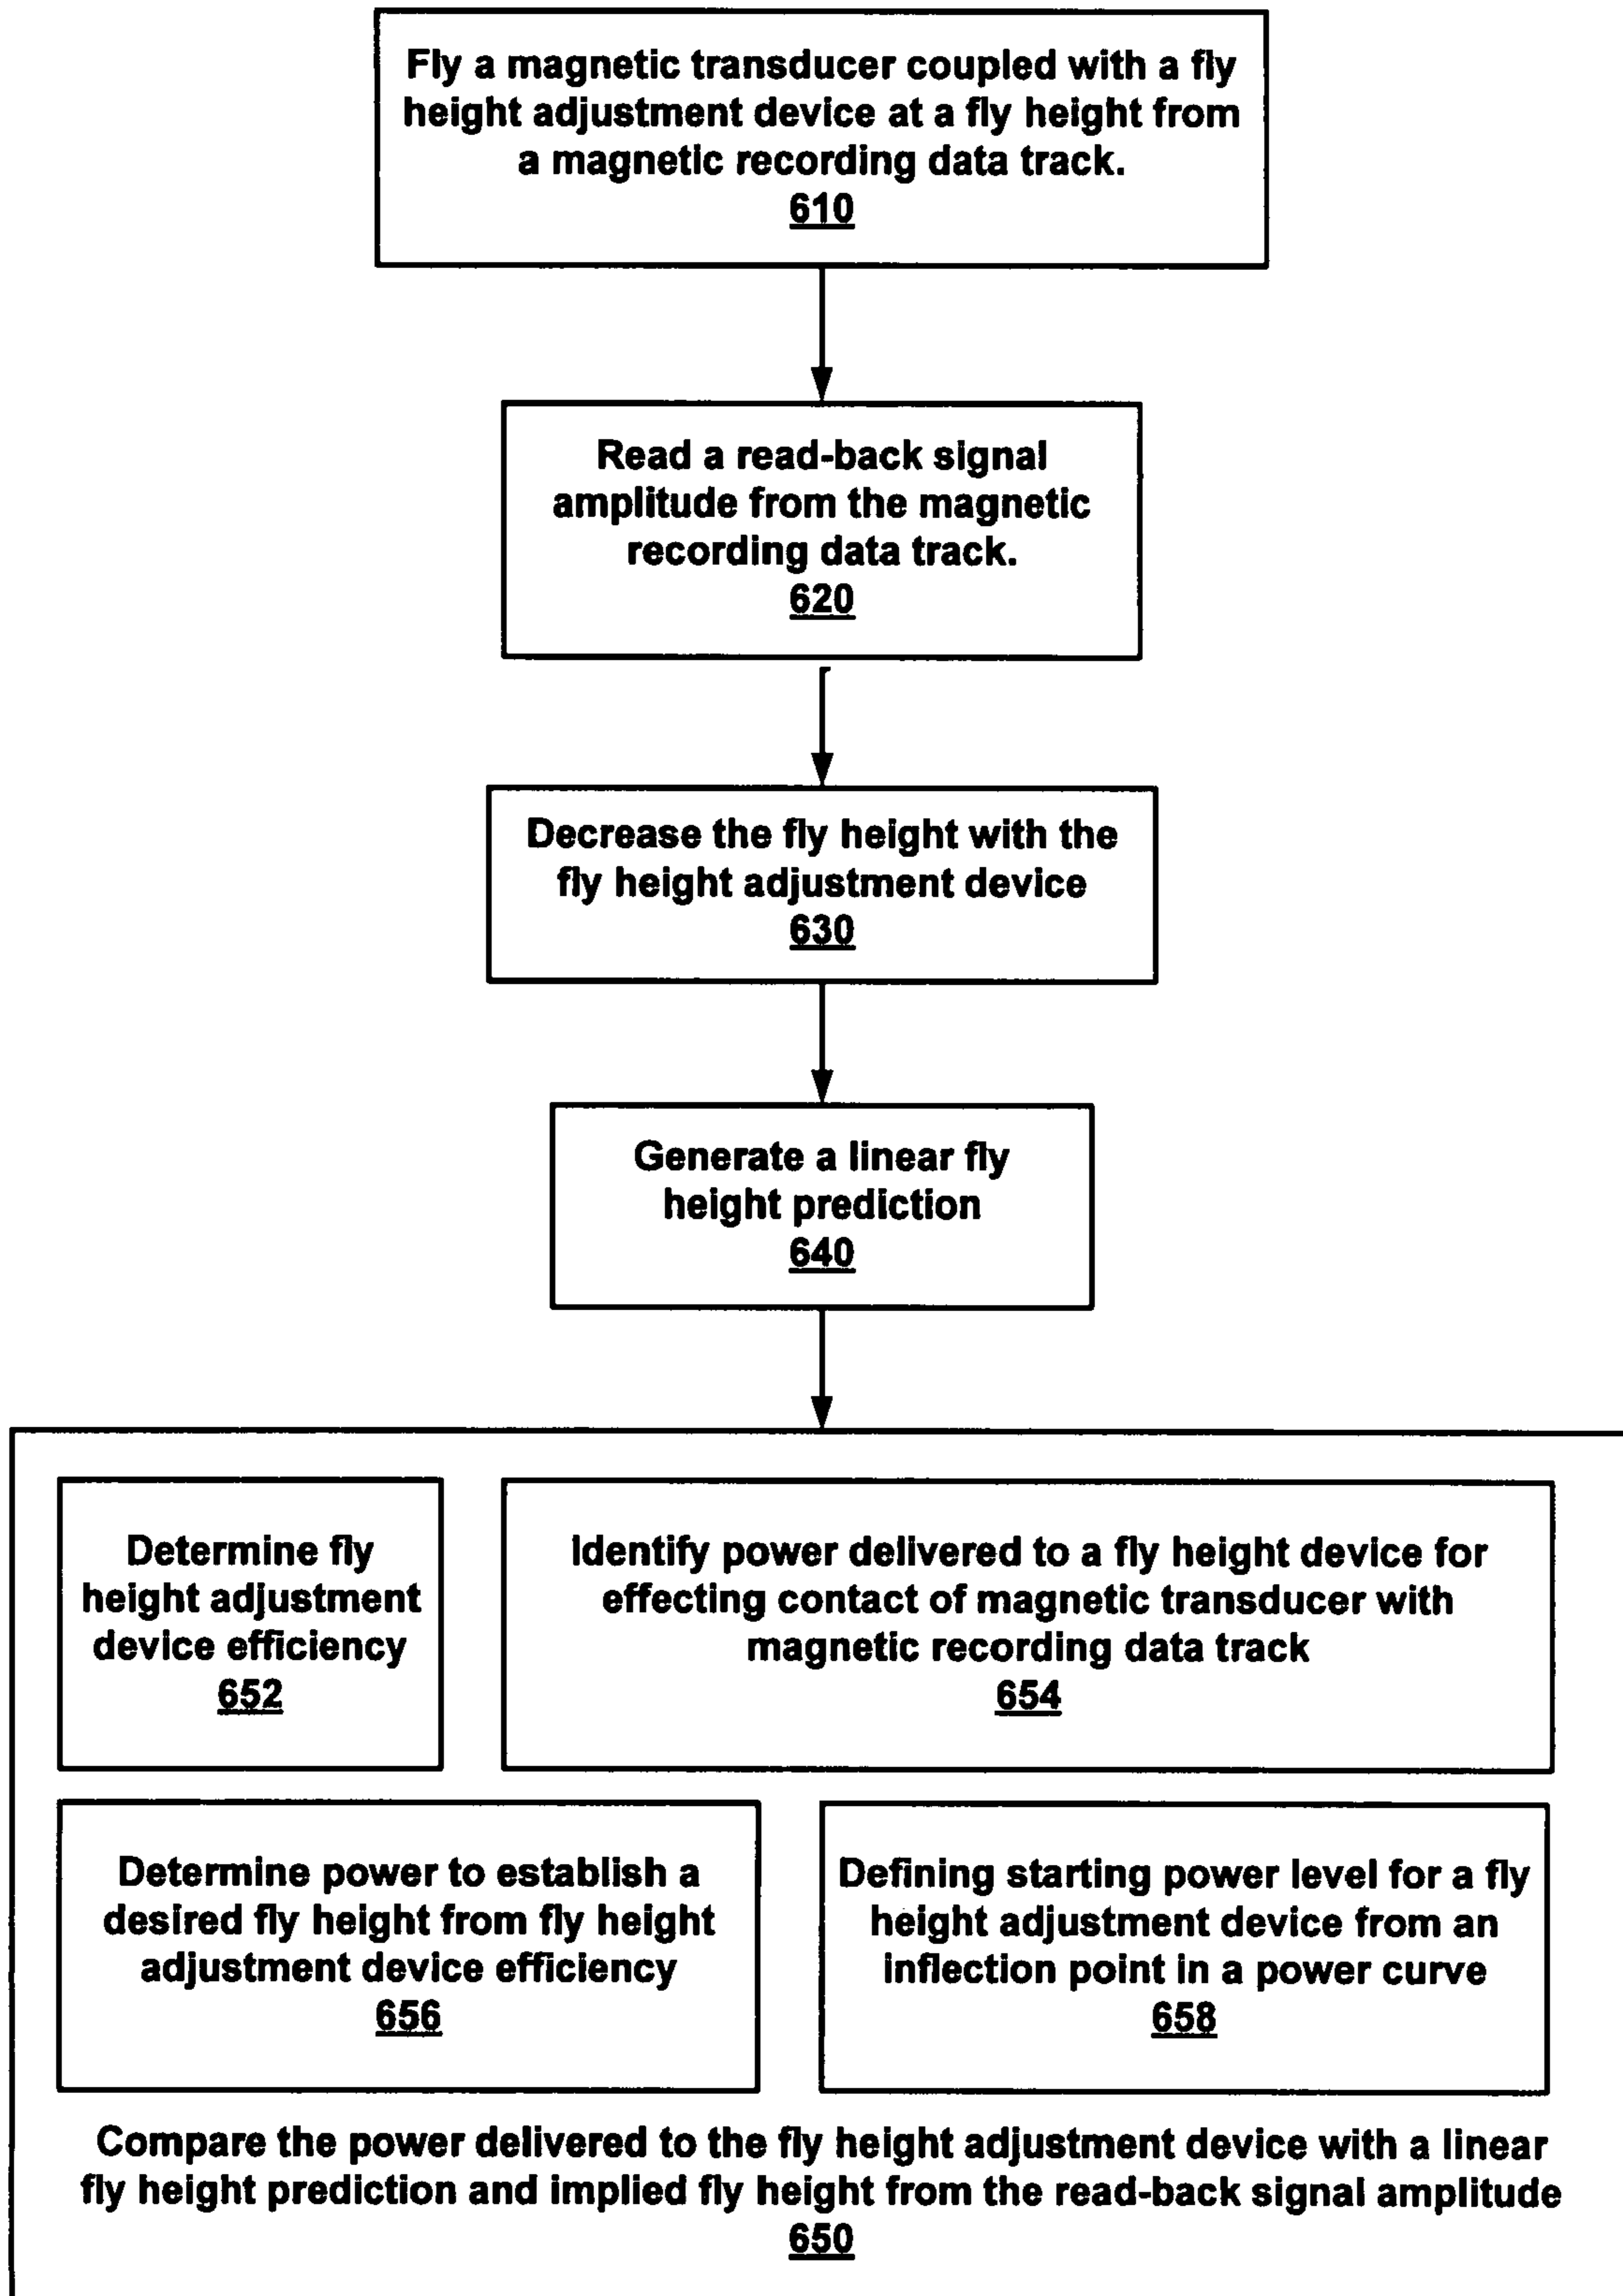 Fly a magnetic transducer coupled with a fly
height adjustment device at a fly height from
a magnetic recording data track.
610
Read a read-back signal
amplitude from the magnetic
recording data track.
620
Decrease the fly height with the
fly height adjustment device
630
Generate a linear fly
height prediction
640
Determine fly
height adjustment
device efficiency
652
Identify power delivered to a fly height device for
effecting contact of magnetic transducer with
magnetic recording data track
654
Determine power to establish a
desired fly height from fly height
adjustment device efficiency
656
Defining starting power level for a fly
height adjustment device from an
inflection point in a power curve
658
Compare the power delivered to the fly height adjustment device with a linear
fly height prediction and implied fly height from the read-back signal amplitude
650